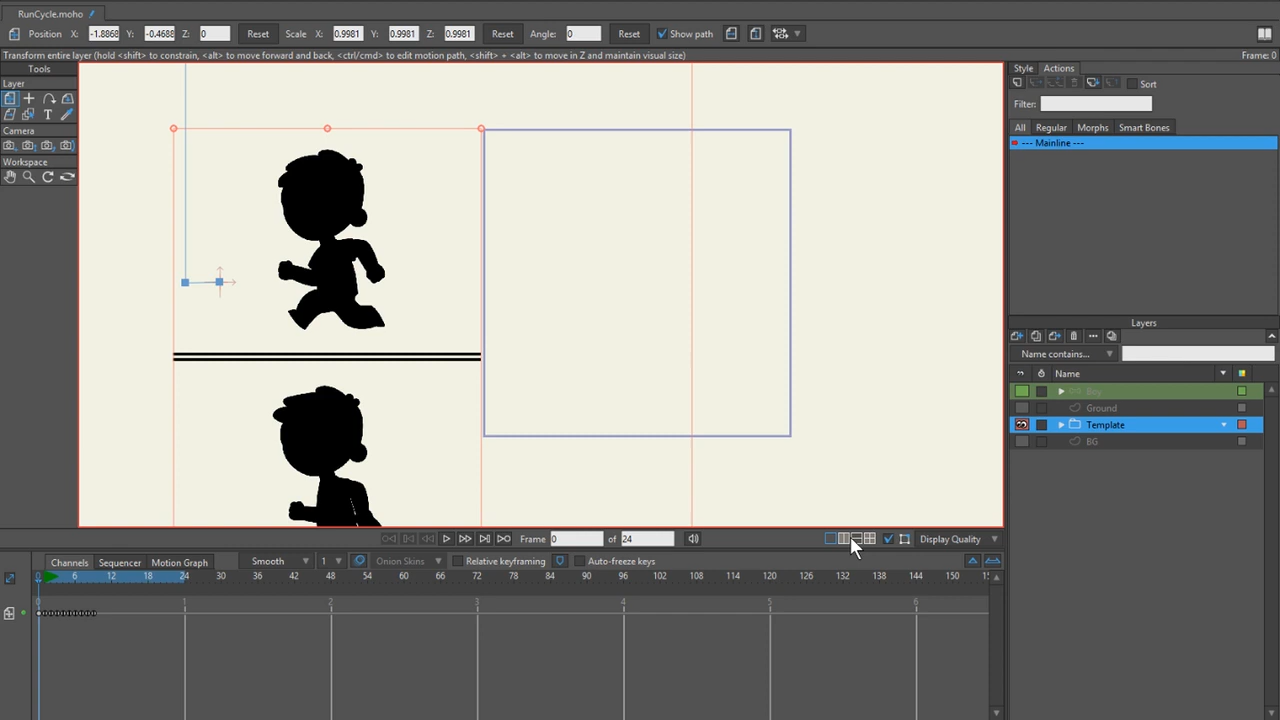 RunCycle.moho
Position X: -1.8868 Y: -0.4688 Z: 0 Reset Scale X: 0.9981 Y: 0.9981 Z: 0.9981 Reset Angle: 0 Reset Show path
Transform entire layer (hold <shift> to constrain, <alt> to move forward and back, <ctrl/cmd> to edit motion path, <shift> + <alt> to move in Z and maintain visual size) Frame: 0
Tools
Layer
Camera
Workspace
Style Actions
Sort
Filter:
All Regular Morphs Smart Bones
--- Mainline ---
Layers
Name contains...
Name
Boy
Ground
Template
BG
Frame 0 of 24 Display Quality
Channels Sequencer Motion Graph Smooth 1 Onion Skins Relative keyframing Auto-freeze keys
0 6 12 18 24 30 36 42 48 54 60 66 72 78 84 90 96 102 108 114 120 126 132 138 144 150 15
0 1 2 3 4 5 6